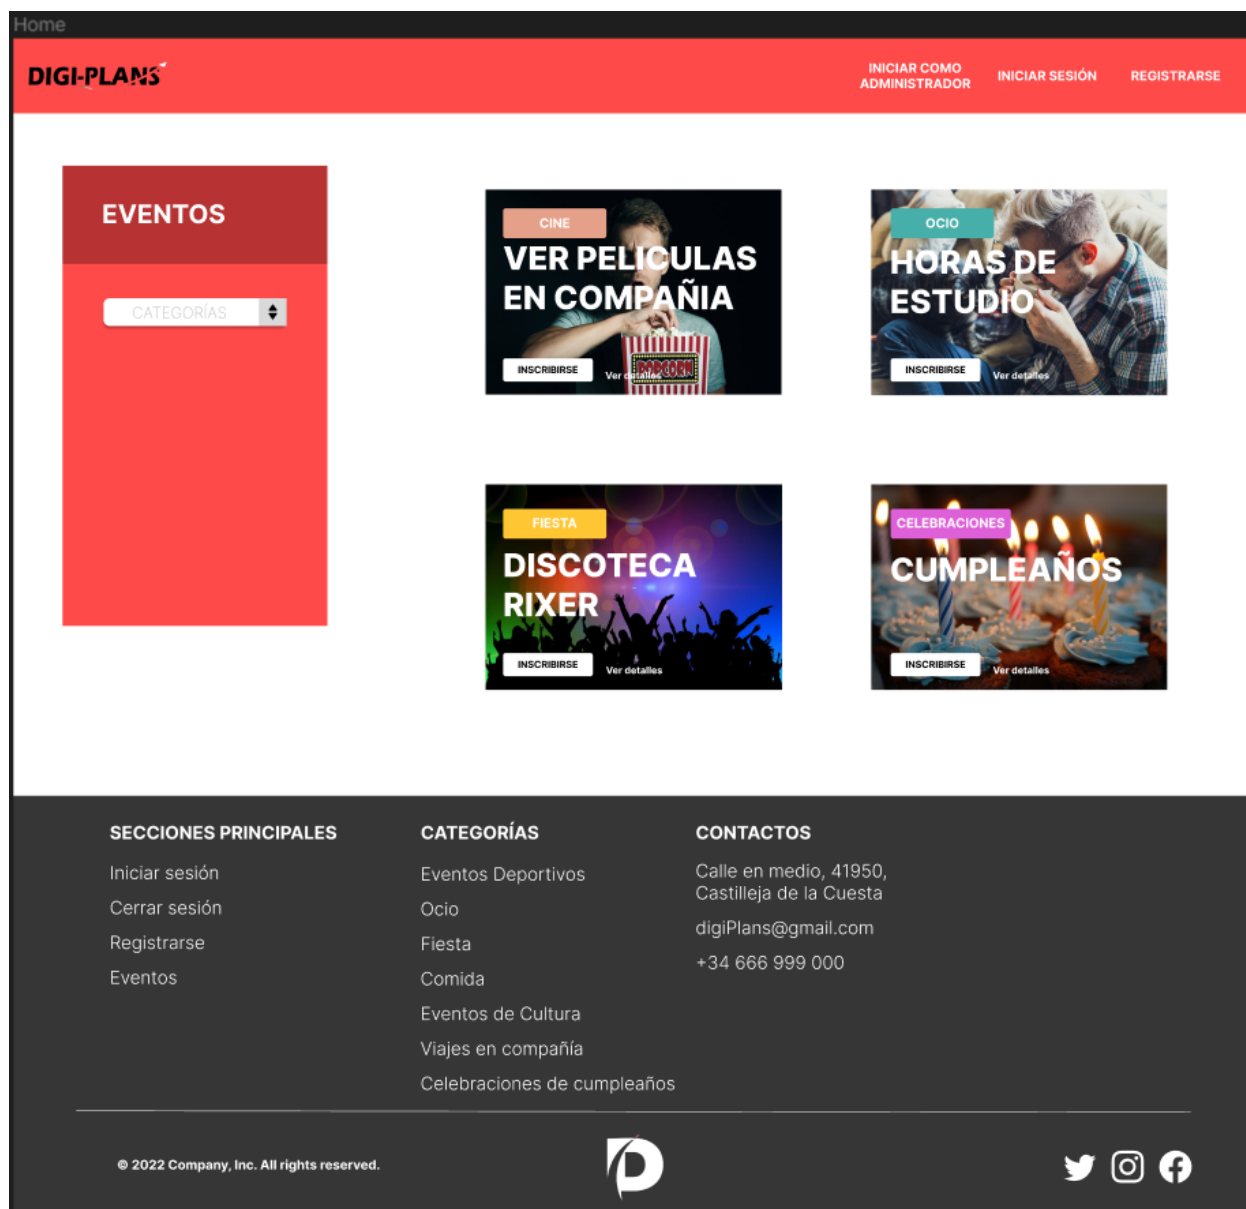 Home
DIGI-PLANS
INICIAR COMO
ADMINISTRADOR
INICIAR SESIÓN
REGISTRARSE
EVENTOS
CATEGORÍAS
CINE
VER PELICULAS
EN COMPAÑIA
POPCORN
INSCRIBIRSE
Ver detalles
OCIO
HORAS DE
ESTUDIO
INSCRIBIRSE
Ver detalles
FIESTA
DISCOTECA
RIXER
INSCRIBIRSE
Ver detalles
CELEBRACIONES
CUMPLEAÑOS
INSCRIBIRSE
Ver detalles
SECCIONES PRINCIPALES
Iniciar sesión
Cerrar sesión
Registrarse
Eventos
CATEGORÍAS
Eventos Deportivos
Ocio
Fiesta
Comida
Eventos de Cultura
Viajes en compañía
Celebraciones de cumpleaños
CONTACTOS
Calle en medio, 41950,
Castilleja de la Cuesta
digiPlans@gmail.com
+34 666 999 000
© 2022 Company, Inc. All rights reserved.